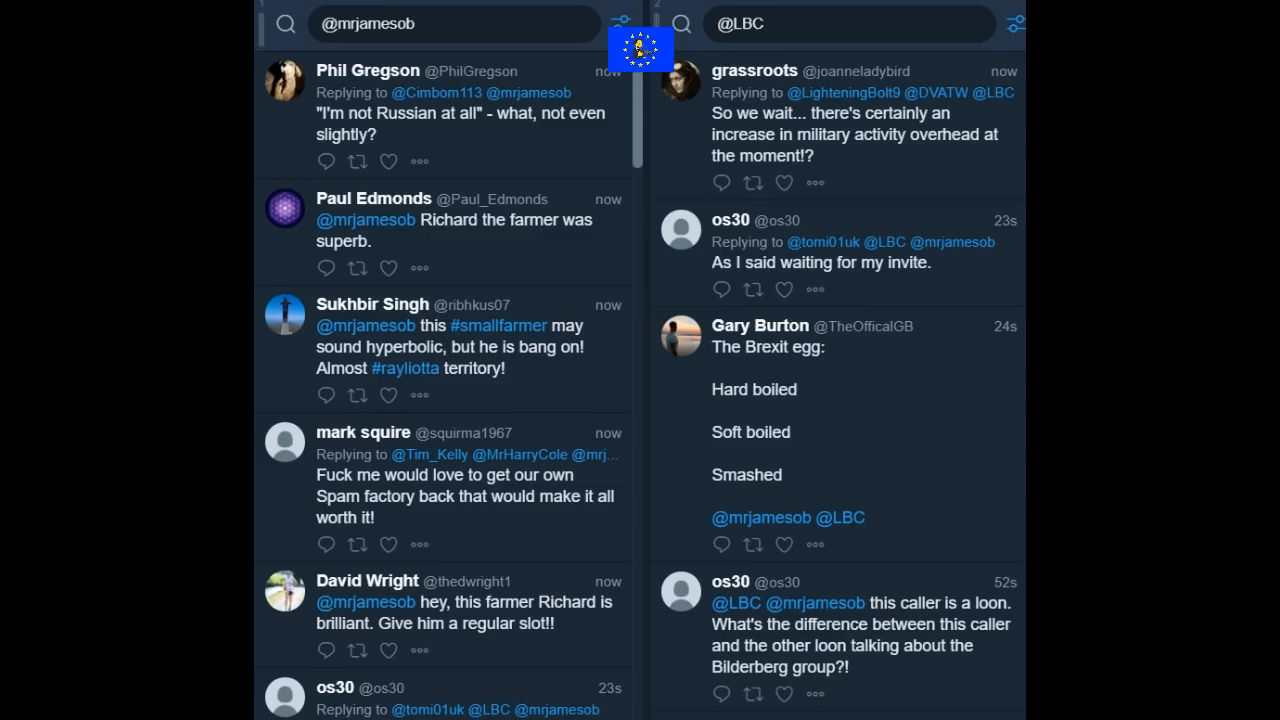 1
@mrjamesob
Phil Gregson @PhilGregson now
Replying to @Cimbom113 @mrjamesob
"I'm not Russian at all" - what, not even
slightly?
Paul Edmonds @Paul_Edmonds now
@mrjamesob Richard the farmer was
superb.
Sukhbir Singh @ribhkus07 now
@mrjamesob this #smallfarmer may
sound hyperbolic, but he is bang on!
Almost #rayliotta territory!
mark squire @squirma1967 now
Replying to @Tim_Kelly @MrHarryCole @mrj...
Fuck me would love to get our own
Spam factory back that would make it all
worth it!
David Wright @thedwright1 now
@mrjamesob hey, this farmer Richard is
brilliant. Give him a regular slot!!
os30 @os30 23s
Replying to @tomi01uk @LBC @mrjamesob
2
@LBC
grassroots @joanneladybird now
Replying to @LighteningBolt9 @DVATW @LBC
So we wait... there's certainly an
increase in military activity overhead at
the moment!?
os30 @os30 23s
Replying to @tomi01uk @LBC @mrjamesob
As I said waiting for my invite.
Gary Burton @TheOfficalGB 24s
The Brexit egg:
Hard boiled
Soft boiled
Smashed
@mrjamesob @LBC
os30 @os30 52s
@LBC @mrjamesob this caller is a loon.
What's the difference between this caller
and the other loon talking about the
Bilderberg group?!